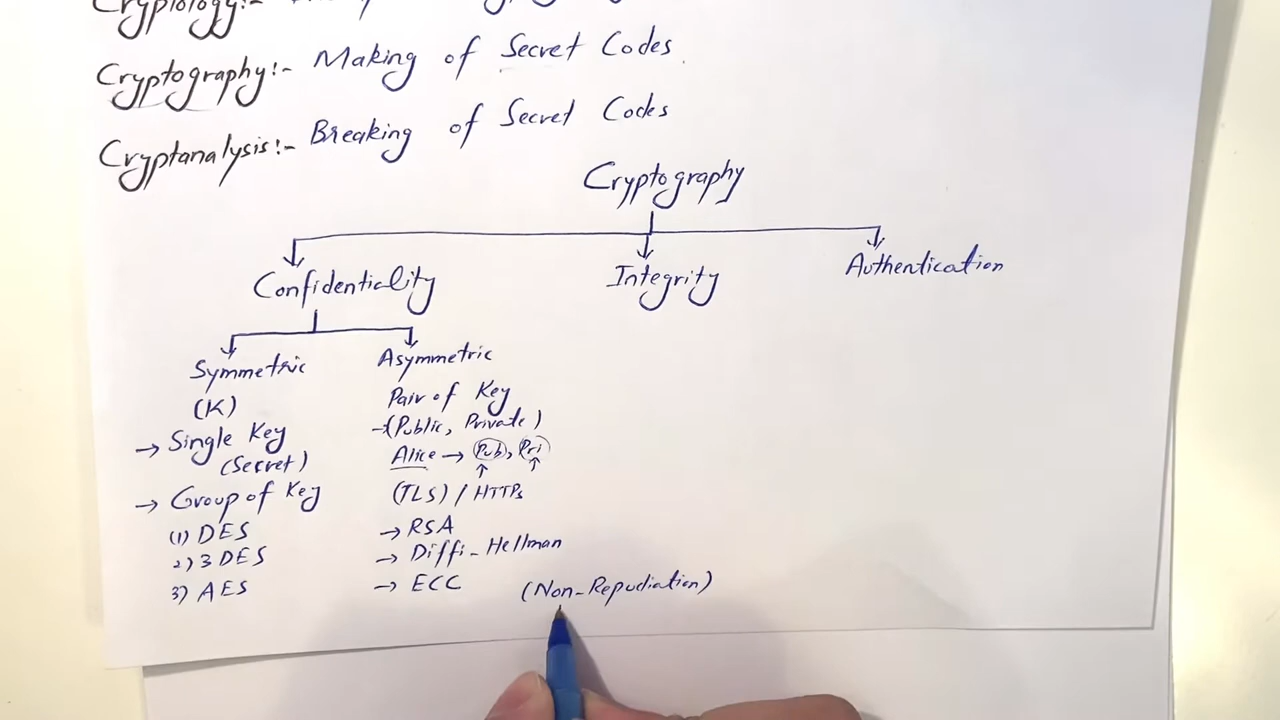 Cryptology:-
Cryptography:- Making of Secret Codes
Cryptanalysis:- Breaking of Secret Codes
Cryptography
Confidentiality Integrity Authentication
Symmetric Asymmetric
(K)
→ Single Key
(Secret)
→ Group of Key
(1) DES
2) 3 DES
3) AES
Pair of Key
→(Public, Private)
Alice → Pub, Pri
(TLS) / HTTPs
→ RSA
→ Diffi-Hellman
→ ECC
(Non-Repudiation)